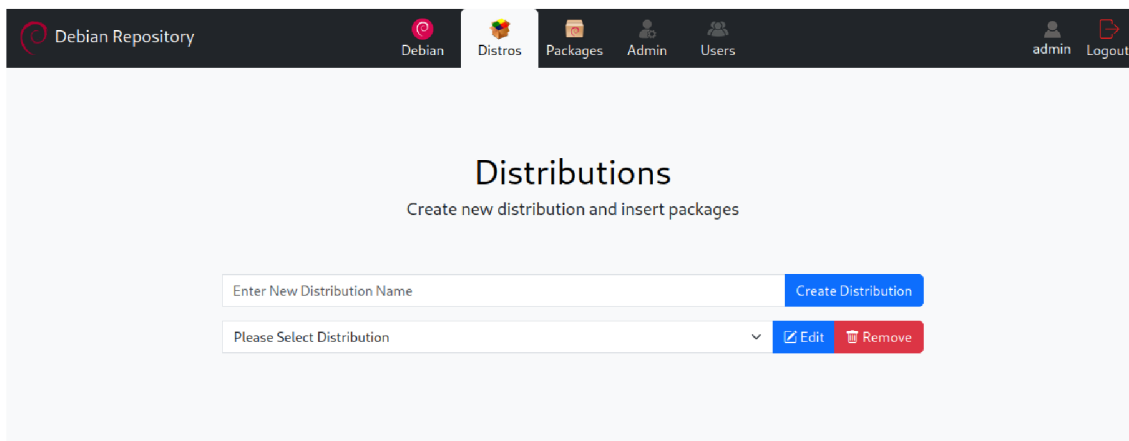 Debian Repository
Debian
Distros
Packages
Admin
Users
admin
Logout
Distributions
Create new distribution and insert packages
Enter New Distribution Name
Create Distribution
Please Select Distribution
Edit
Remove